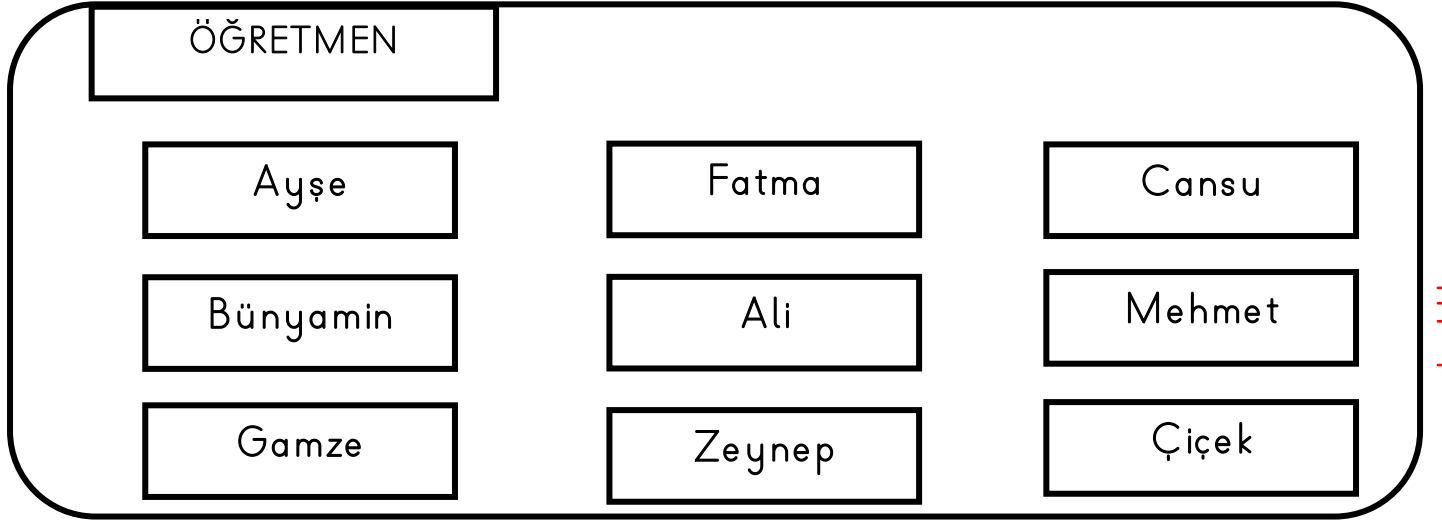 ÖĞRETMEN
Ayşe
Fatma
Cansu
Bünyamin
Ali
Mehmet
Gamze
Zeynep
Çiçek